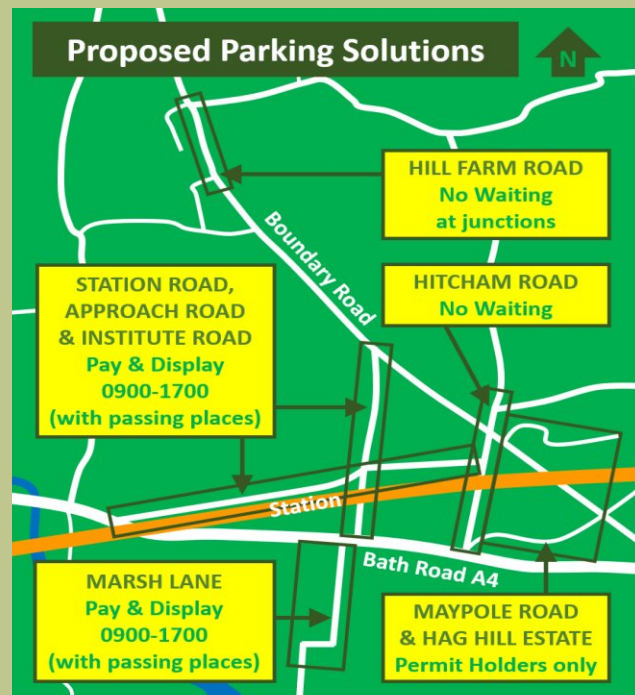 Proposed Parking Solutions
N
HILL FARM ROAD
No Waiting
at junctions
Boundary Road
STATION ROAD,
APPROACH ROAD
& INSTITUTE ROAD
Pay & Display
0900-1700
(with passing places)
HITCHAM ROAD
No Waiting
Station
Bath Road A4
MARSH LANE
Pay & Display
0900-1700
(with passing places)
MAYPOLE ROAD
& HAG HILL ESTATE
Permit Holders only